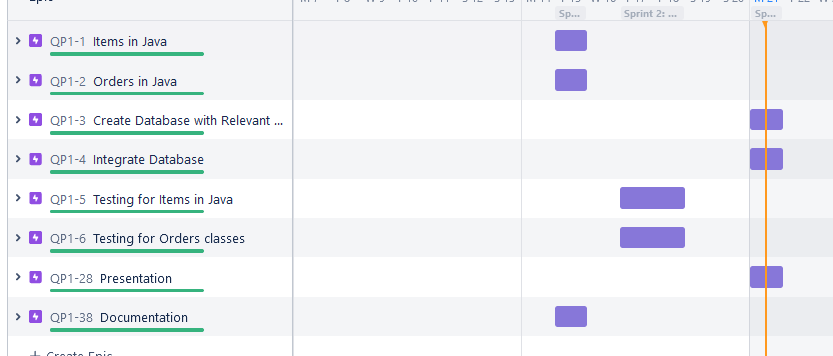 Epic
Sp... Sprint 2: ... Sp...
QP1-1 Items in Java
QP1-2 Orders in Java
QP1-3 Create Database with Relevant ...
QP1-4 Integrate Database
QP1-5 Testing for Items in Java
QP1-6 Testing for Orders classes
QP1-28 Presentation
QP1-38 Documentation
Create Epic